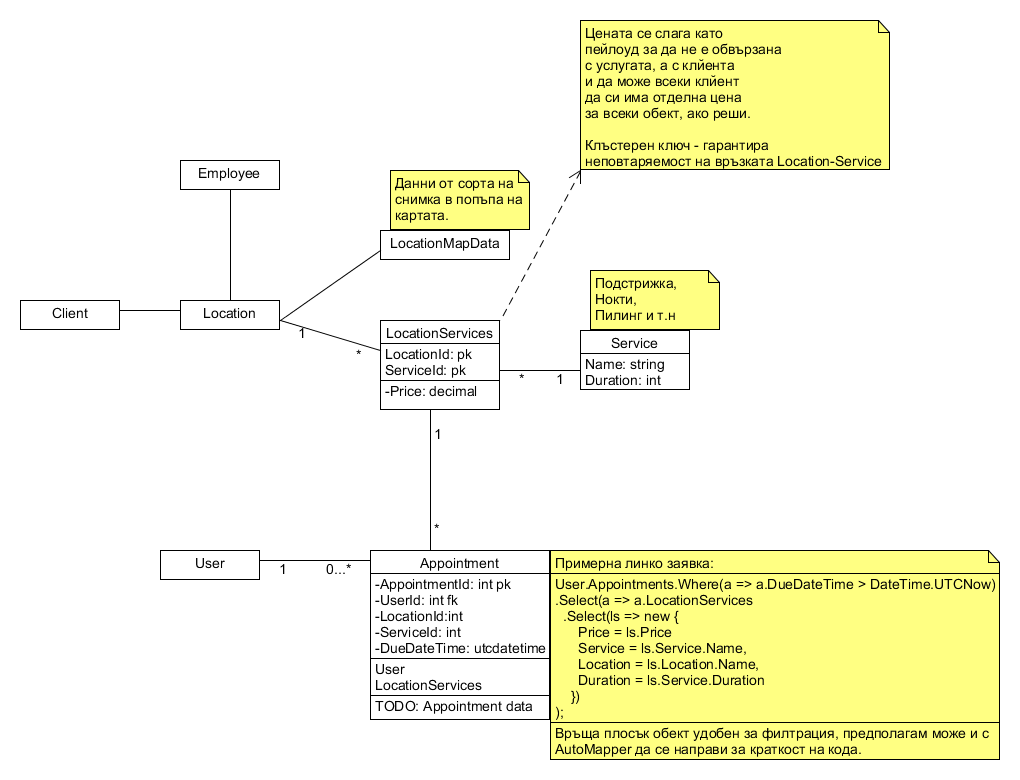 Цената се слага като
пейлоуд за да не е обвързана
с услугата, а с клйента
и да може всеки клйент
да си има отделна цена
за всеки обект, ако реши.
Клъстерен ключ - гарантира
неповтаряемост на връзката Location-Service
Employee
Данни от сорта на
снимка в попъпа на
картата.
LocationMapData
Client
Location
1
*
LocationServices
LocationId: pk
ServiceId: pk
-Price: decimal
*
1
Подстрижка,
Нокти,
Пилинг и т.н
Service
Name: string
Duration: int
1
*
User
1
0...*
Appointment
-AppointmentId: int pk
-UserId: int fk
-LocationId:int
-ServiceId: int
-DueDateTime: utcdatetime
User
LocationServices
TODO: Appointment data
Примерна линко заявка:
User.Appointments.Where(a => a.DueDateTime > DateTime.UTCNow)
.Select(a => a.LocationServices
.Select(ls => new {
Price = ls.Price
Service = ls.Service.Name,
Location = ls.Location.Name,
Duration = ls.Service.Duration
})
);
Връща плосък обект удобен за филтрация, предполагам може и с
AutoMapper да се направи за краткост на кода.